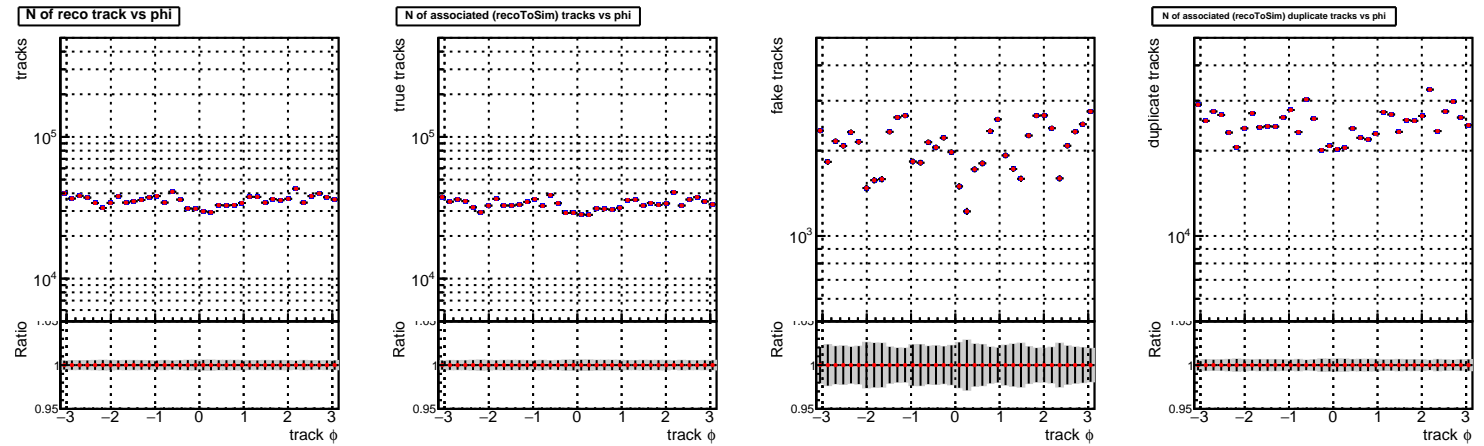 N of reco track vs phi
tracks
10^5
10^4
Ratio
1
0.95
−3 −2 −1 0 1 2 3
track ϕ
N of associated (recoToSim) tracks vs phi
true tracks
10^5
10^4
Ratio
1
0.95
−3 −2 −1 0 1 2 3
track ϕ
fake tracks
10^3
Ratio
1
0.95
−3 −2 −1 0 1 2 3
track ϕ
N of associated (recoToSim) duplicate tracks vs phi
duplicate tracks
10^4
Ratio
1
0.95
−3 −2 −1 0 1 2 3
track ϕ